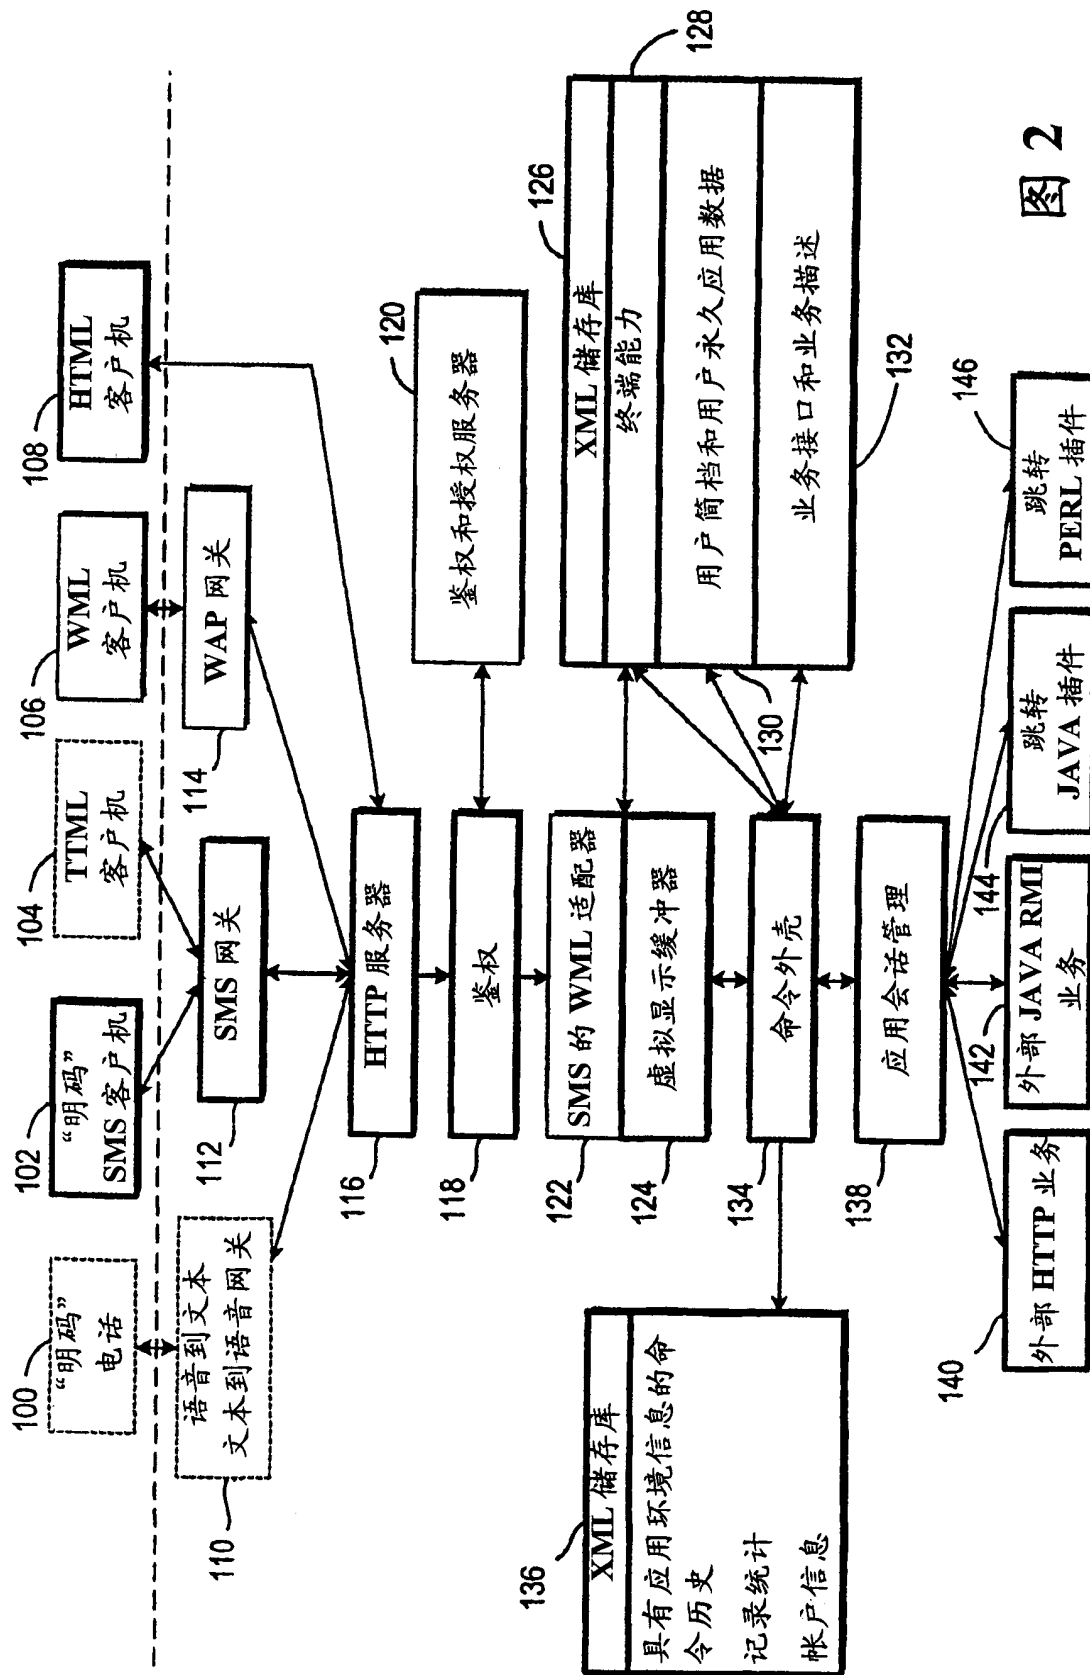 100
“明码”
电话
102
“明码”
SMS 客户机
104
TTML
客户机
106
WML
客户机
108
HTML
客户机
110
语音到文本
文本到语音网关
112
SMS 网关
114
WAP 网关
116
HTTP 服务器
118
鉴权
120
鉴权和授权服务器
122
SMS 的 WML 适配器
124
虚拟显示缓冲器
126
XML 储存库
128
终端能力
130
用户简档和用户永久应用数据
132
业务接口和业务描述
134
命令外壳
136
XML 储存库
具有应用环境信息的命
令历史
记录统计
帐户信息
138
应用会话管理
140
外部 HTTP 业务
142
外部 JAVA RMI
业务
144
跳转
JAVA 插件
146
跳转
PERL 插件
图 2